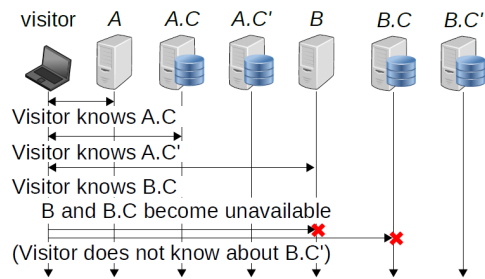 visitor A A.C A.C' B B.C B.C'
Visitor knows A.C
Visitor knows A.C'
Visitor knows B.C
B and B.C become unavailable
(Visitor does not know about B.C')